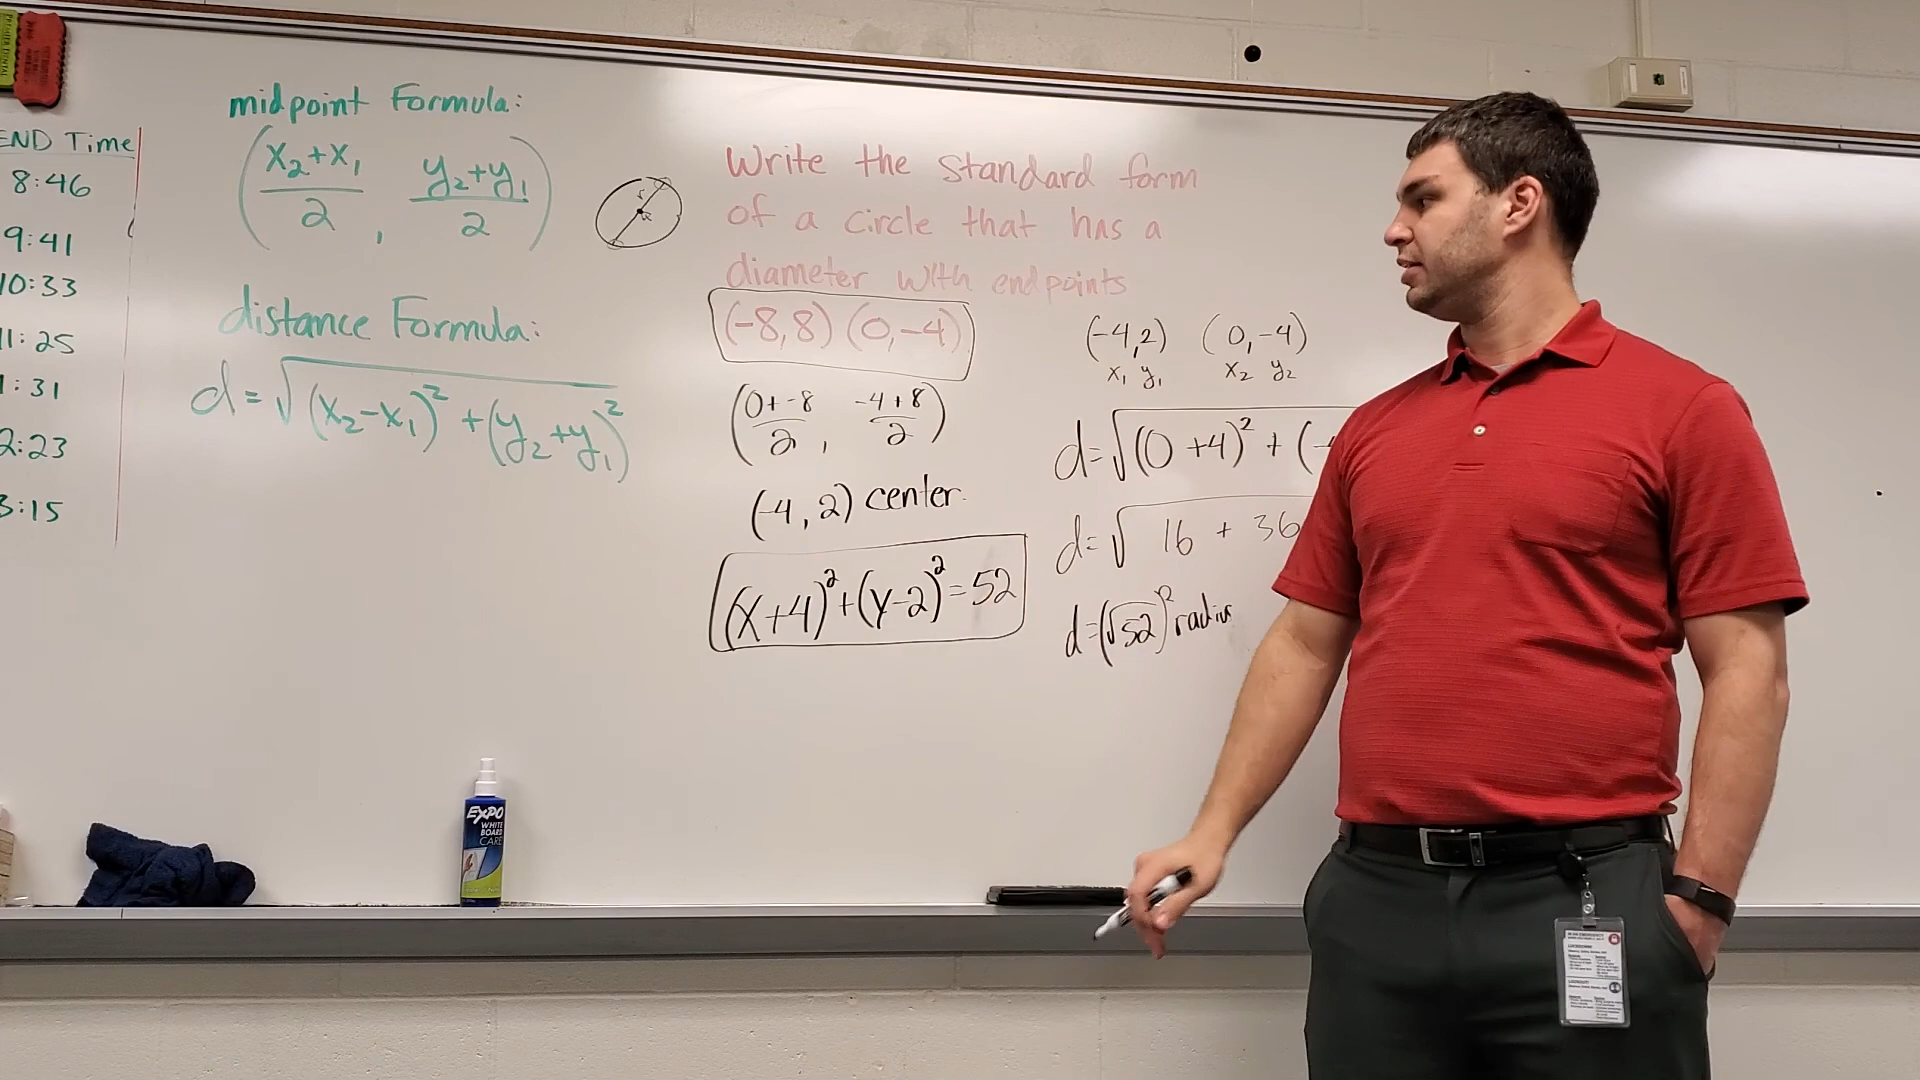 END Time
8:46
9:41
10:33
11:25
1:31
2:23
3:15
midpoint Formula:
(x₂+x₁/2, y₂+y₁/2)
distance Formula:
d=√(x₂-x₁)²+(y₂+y₁)²
r
Write the standard form
of a circle that has a
diameter with endpoints
(-8,8) (0,-4)
(0+-8/2, -4+8/2)
(-4,2) center.
(x+4)²+(y-2)²=52
(-4,2) (0,-4)
x₁ y₁ x₂ y₂
d=√(0+4)²+(-
d=√16+36
d=(√52)² radius
EXPO
WHITE
BOARD
CARE